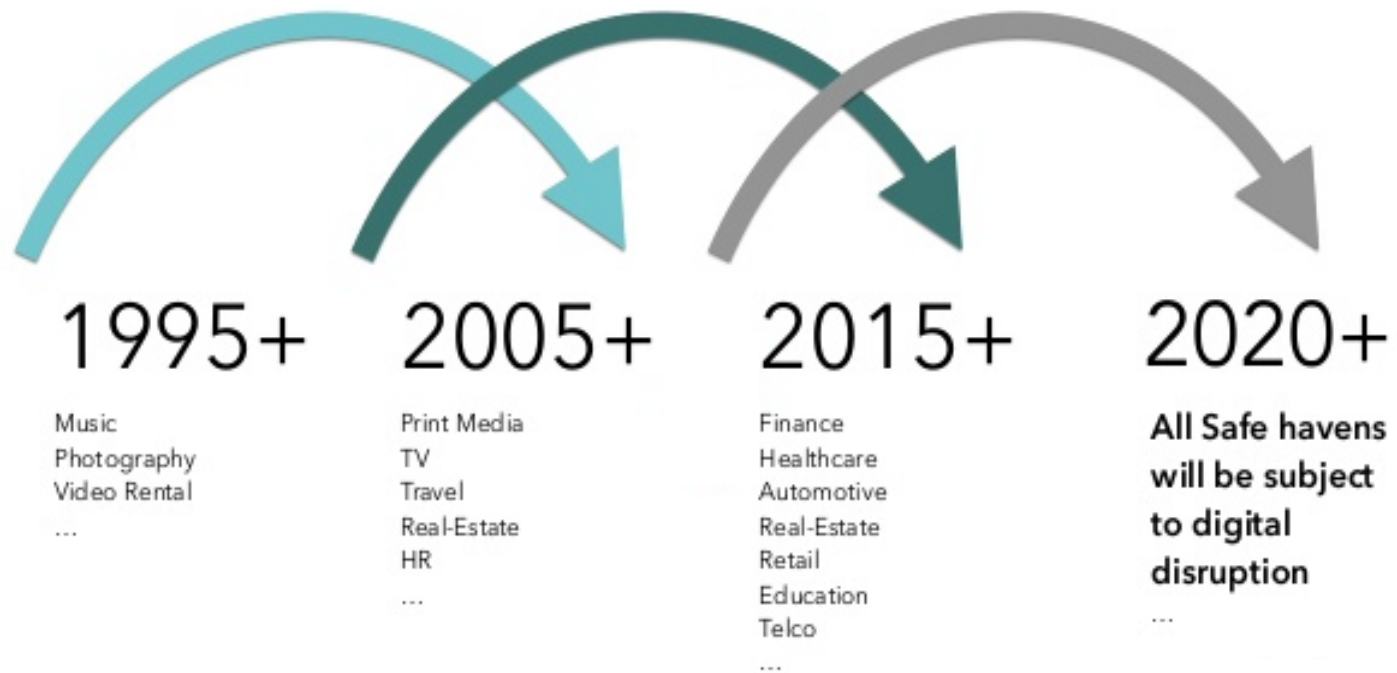 1995+
Music
Photography
Video Rental
...
2005+
Print Media
TV
Travel
Real-Estate
HR
...
2015+
Finance
Healthcare
Automotive
Real-Estate
Retail
Education
Telco
...
2020+
All Safe havens
will be subject
to digital
disruption
...